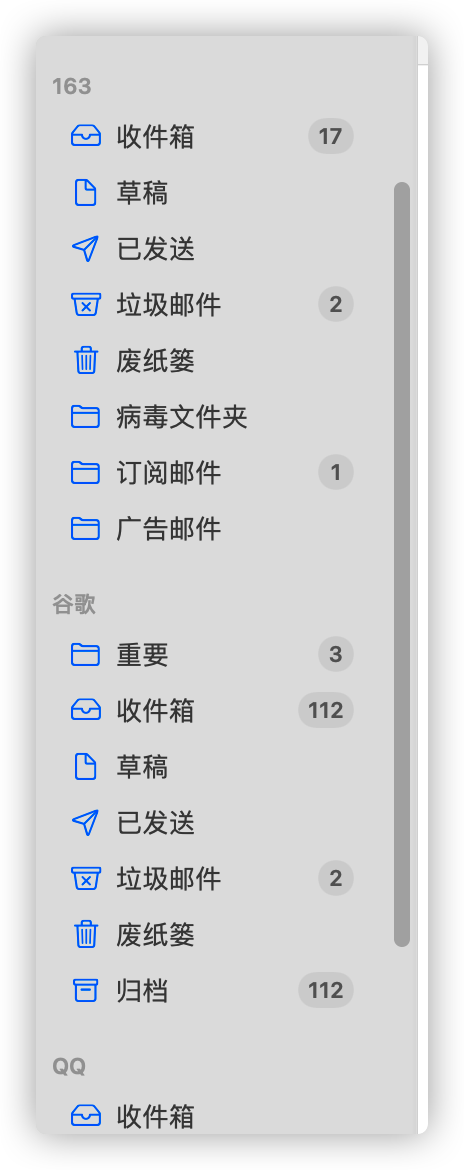 163
收件箱 17
草稿
已发送
垃圾邮件 2
废纸篓
病毒文件夹
订阅邮件 1
广告邮件
谷歌
重要 3
收件箱 112
草稿
已发送
垃圾邮件 2
废纸篓
归档 112
QQ
收件箱